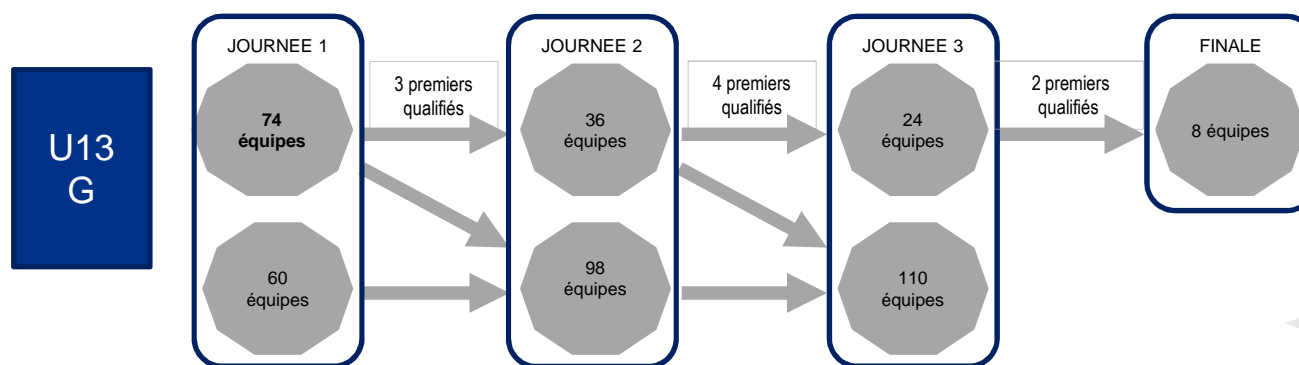 U13
G
JOURNEE 1
74
équipes
60
équipes
3 premiers
qualifiés
JOURNEE 2
36
équipes
98
équipes
4 premiers
qualifiés
JOURNEE 3
24
équipes
110
équipes
2 premiers
qualifiés
FINALE
8 équipes